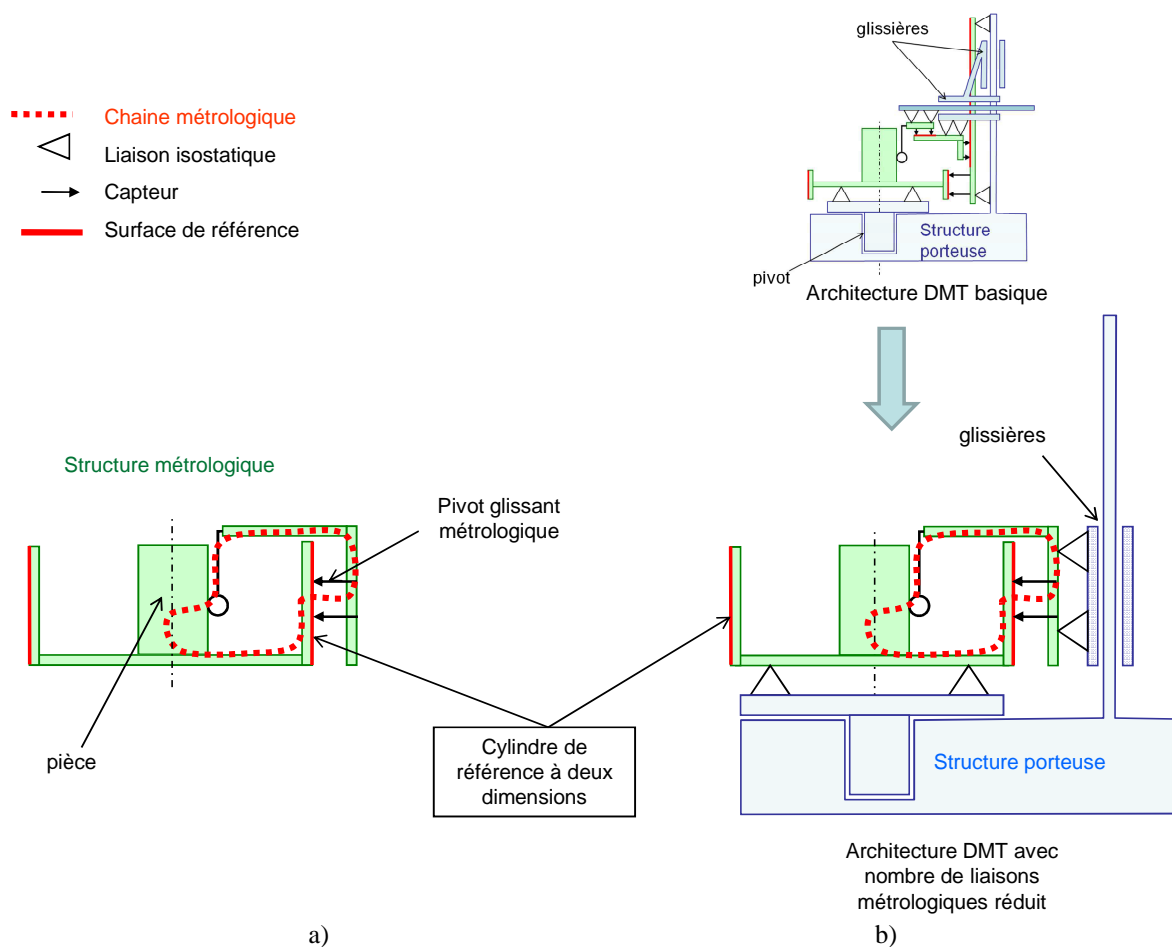 Chaine métrologique
Liaison isostatique
Capteur
Surface de référence
glissières
Structure
porteuse
pivot
Architecture DMT basique
glissières
Structure métrologique
Pivot glissant
métrologique
pièce
Cylindre de
référence à deux
dimensions
Structure porteuse
Architecture DMT avec
nombre de liaisons
métrologiques réduit
a)
b)